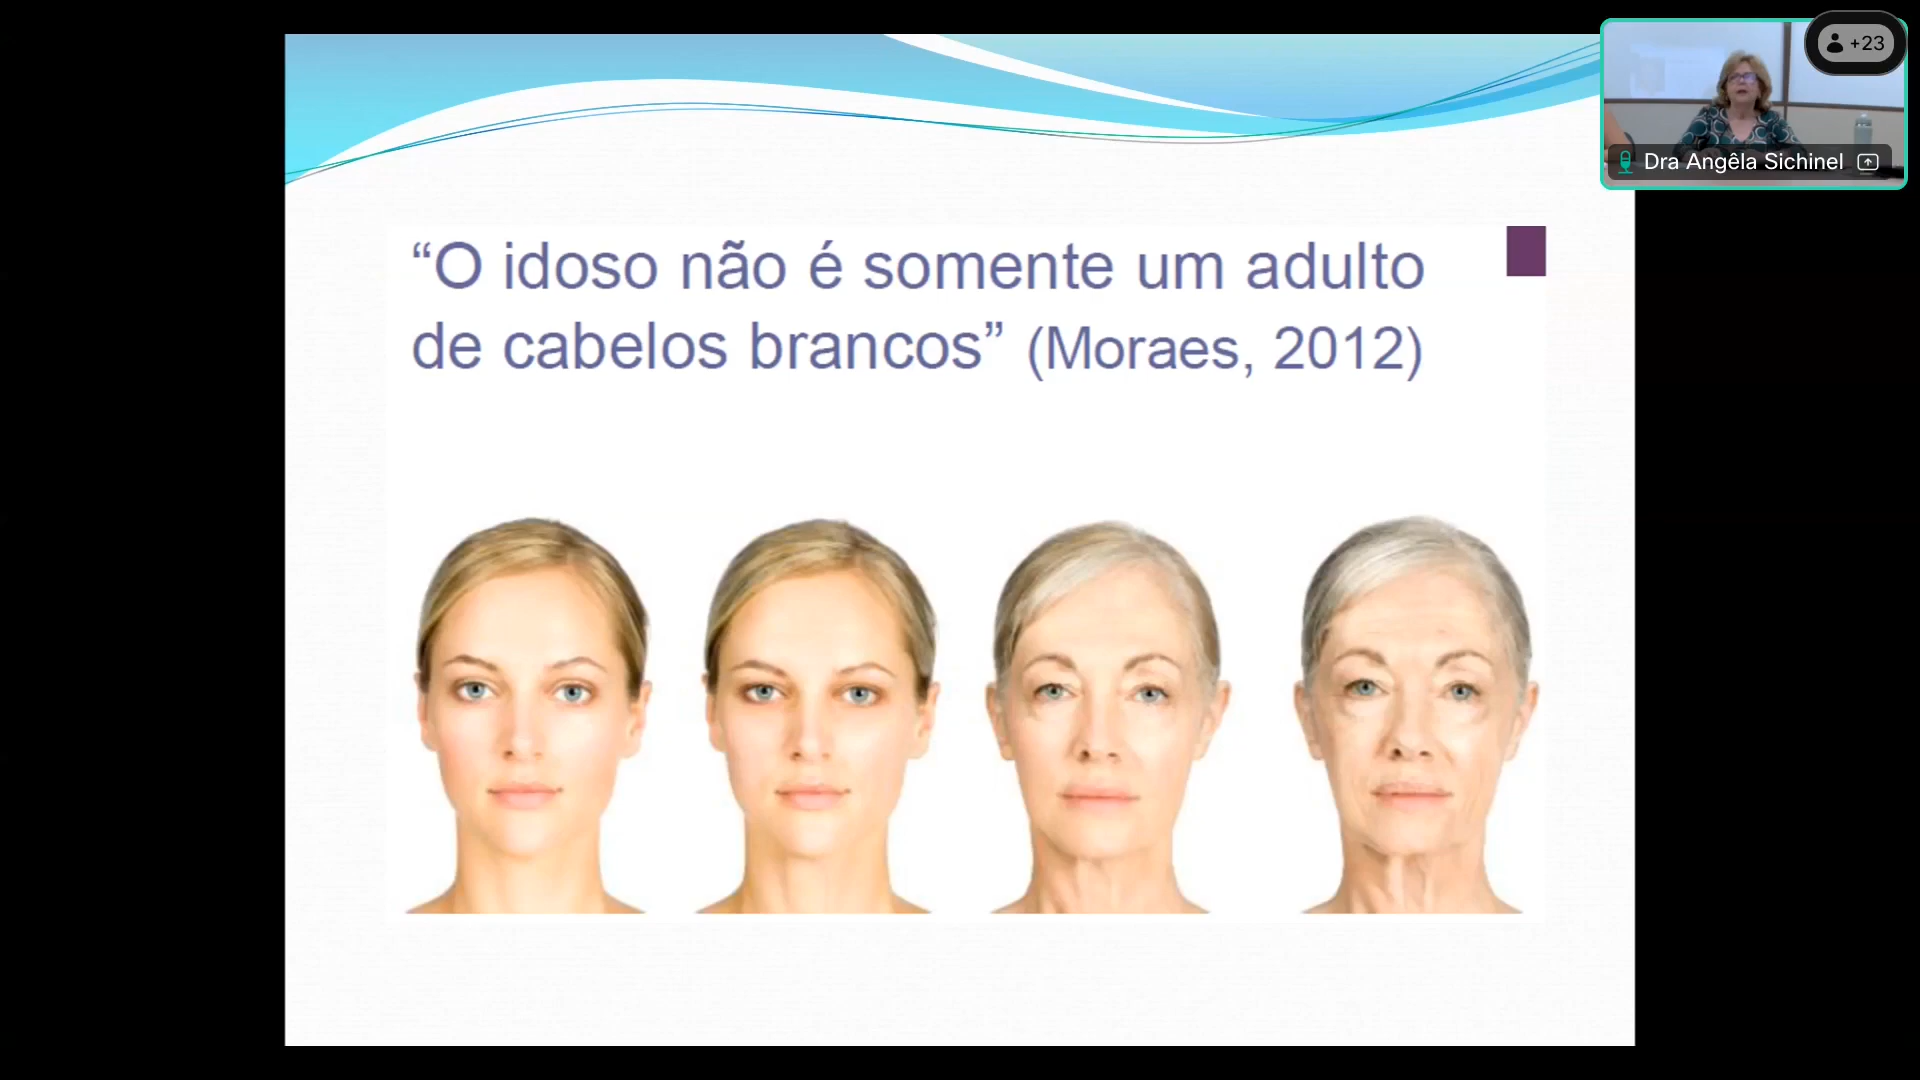 +23
Dra Angêla Sichinel
“O idoso não é somente um adulto
de cabelos brancos” (Moraes, 2012)